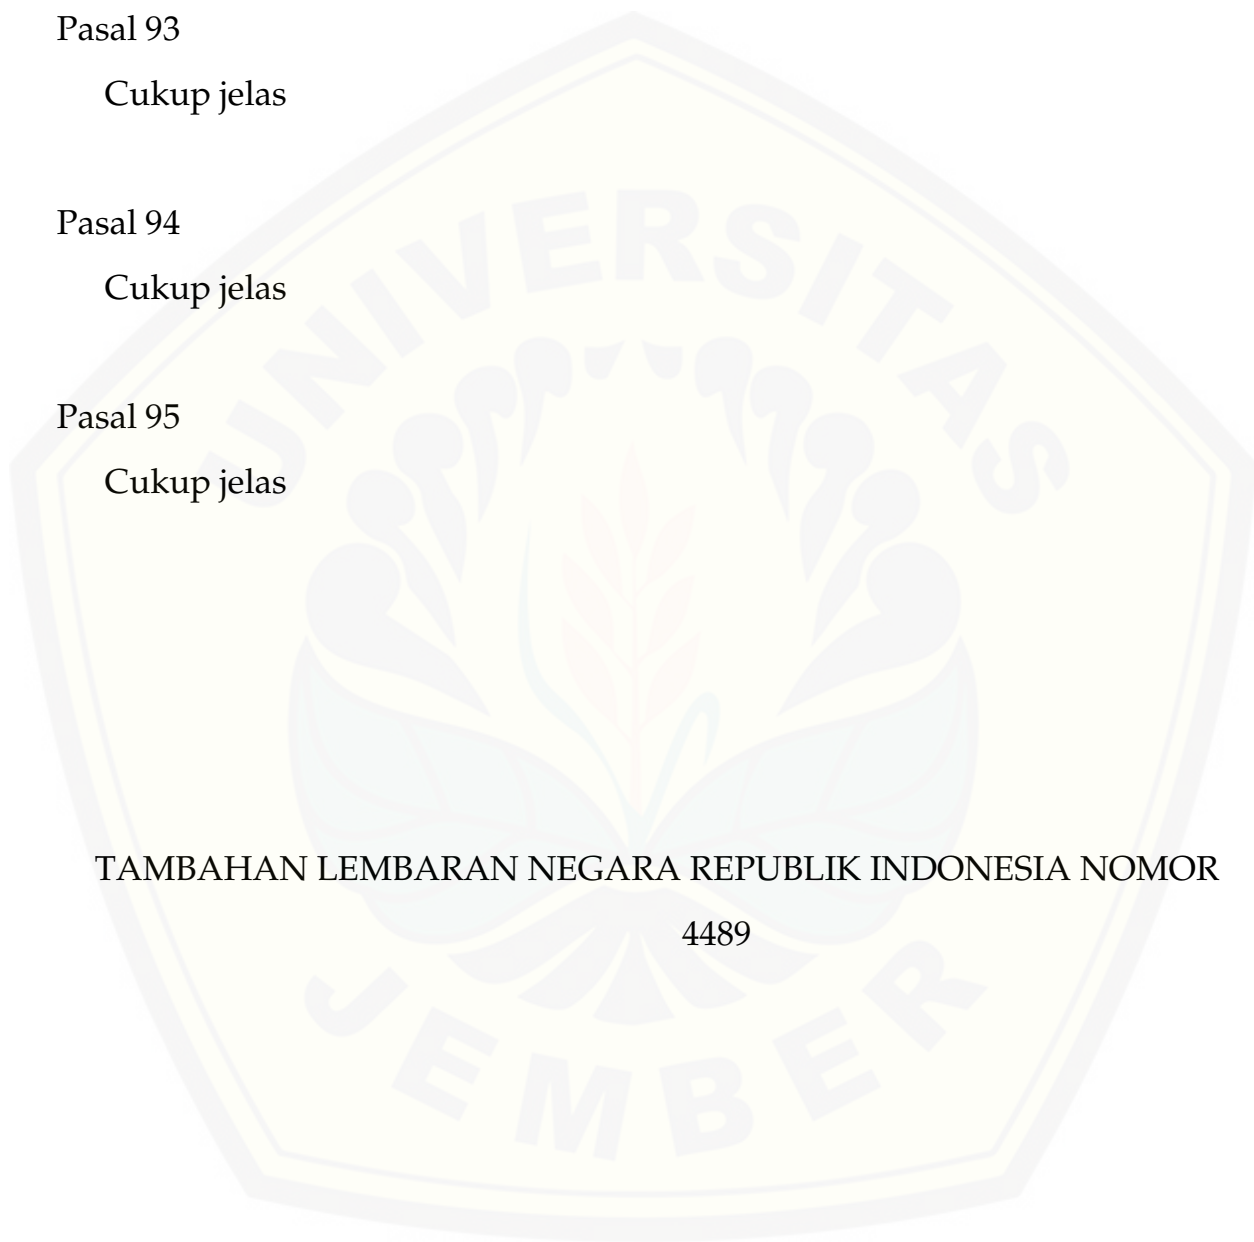 Pasal 93
Cukup jelas
Pasal 94
Cukup jelas
Pasal 95
Cukup jelas
TAMBAHAN LEMBARAN NEGARA REPUBLIK INDONESIA NOMOR
4489
UNIVERSITAS
JEMBER